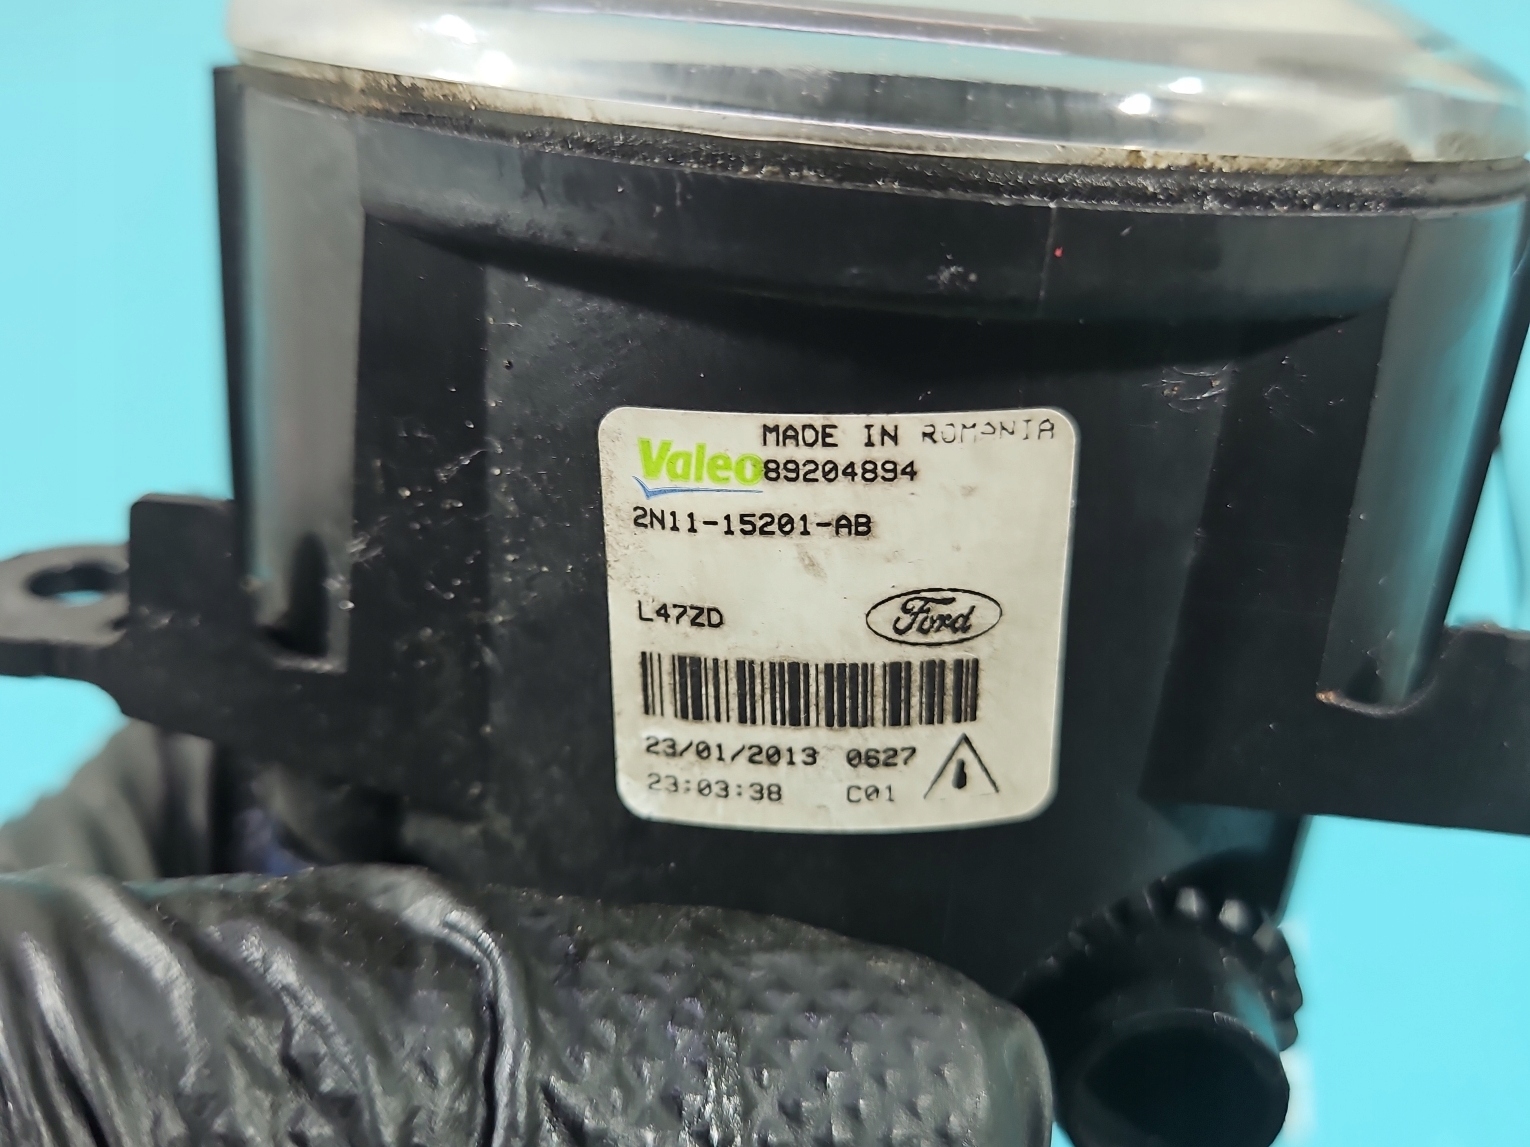 MADE IN ROMANIA
Valeo 89204894
2N11-15201-AB
L47ZD
Ford
23/01/2013 0627
23:03:38 C01